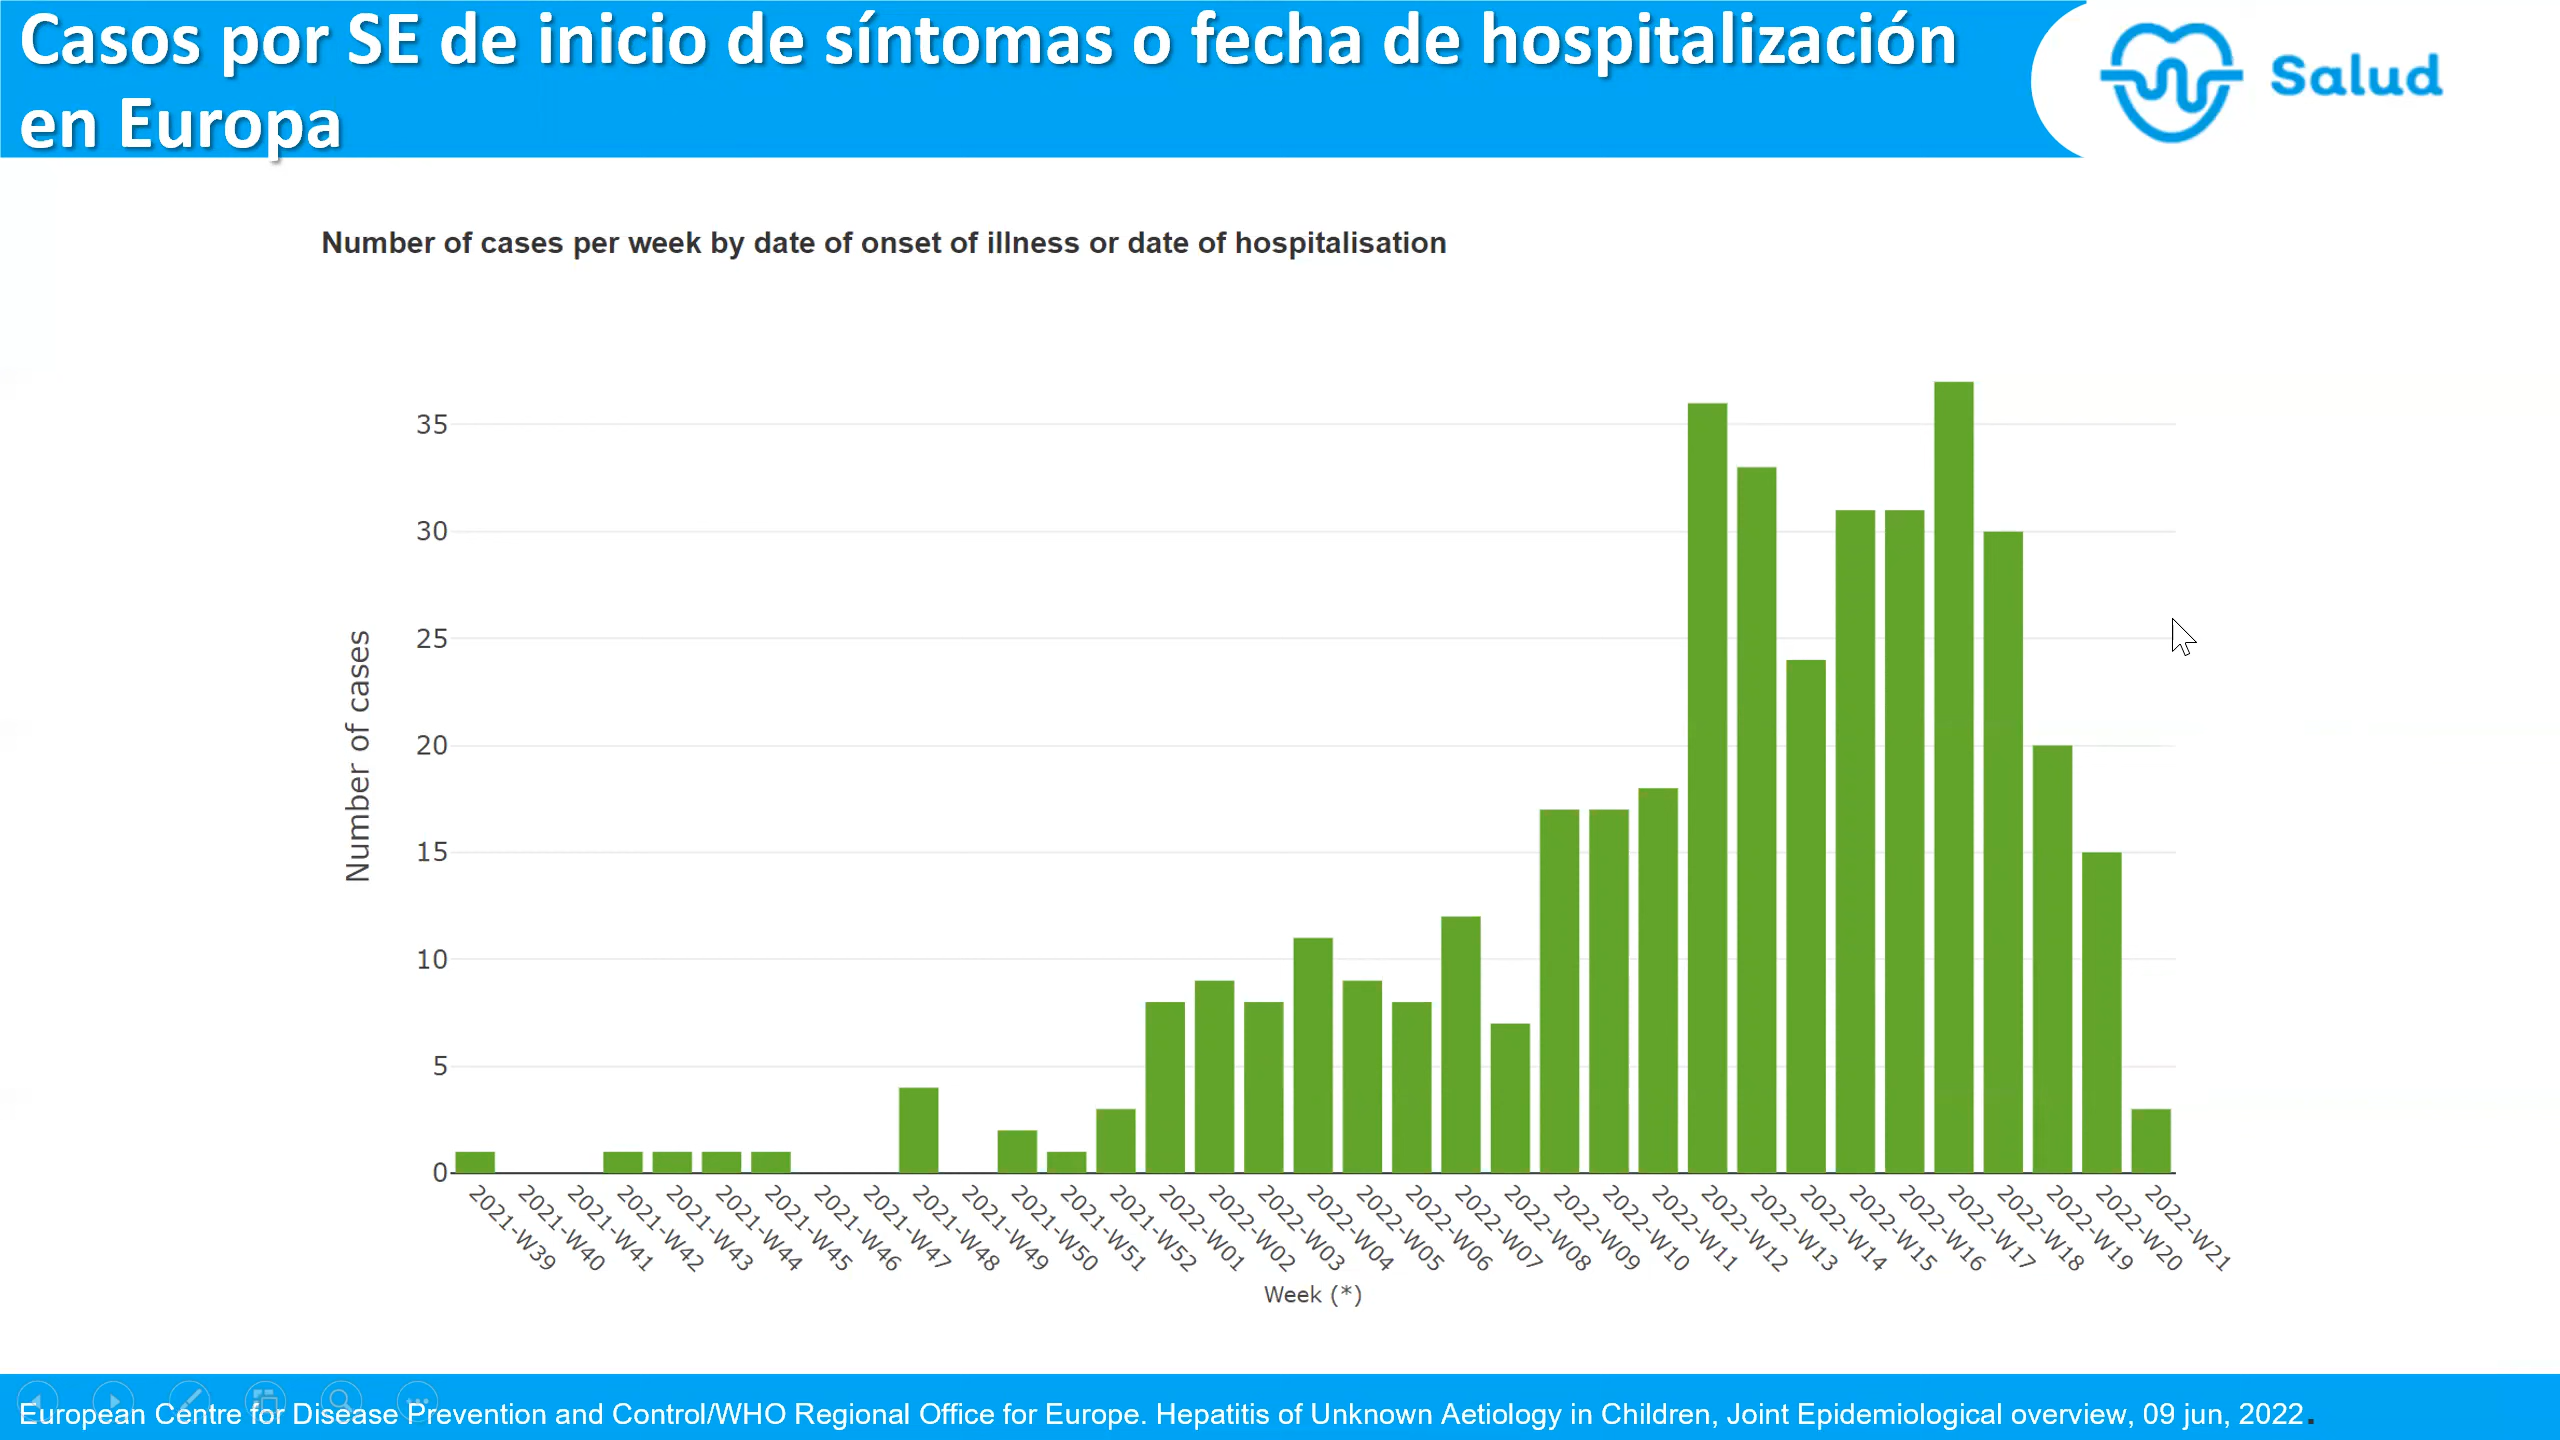 Casos por SE de inicio de síntomas o fecha de hospitalización
en Europa
Salud
Number of cases per week by date of onset of illness or date of hospitalisation
Number of cases
35
30
25
20
15
10
5
0
2021-W39
2021-W40
2021-W41
2021-W42
2021-W43
2021-W44
2021-W45
2021-W46
2021-W47
2021-W48
2021-W49
2021-W50
2021-W51
2021-W52
2022-W01
2022-W02
2022-W03
2022-W04
2022-W05
2022-W06
2022-W07
2022-W08
2022-W09
2022-W10
2022-W11
2022-W12
2022-W13
2022-W14
2022-W15
2022-W16
2022-W17
2022-W18
2022-W19
2022-W20
2022-W21
Week (*)
European Centre for Disease Prevention and Control/WHO Regional Office for Europe. Hepatitis of Unknown Aetiology in Children, Joint Epidemiological overview, 09 jun, 2022.